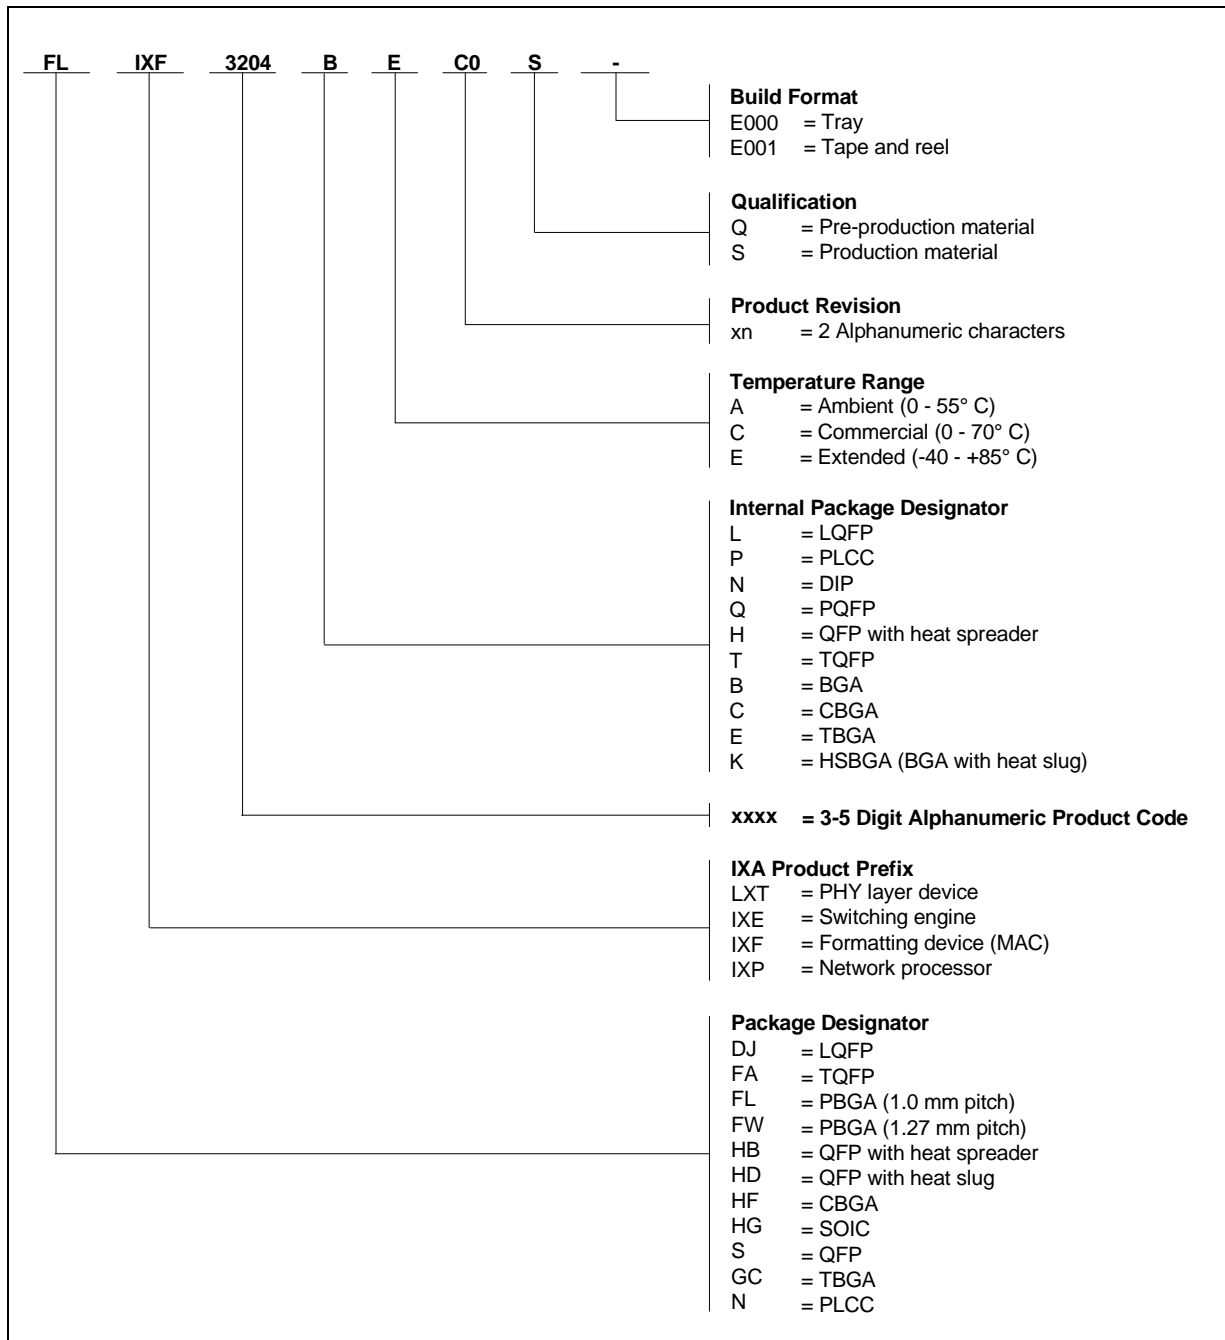 FL IXF 3204 B E C0 S -
Build Format
E000 = Tray
E001 = Tape and reel
Qualification
Q = Pre-production material
S = Production material
Product Revision
xn = 2 Alphanumeric characters
Temperature Range
A = Ambient (0 - 55° C)
C = Commercial (0 - 70° C)
E = Extended (-40 - +85° C)
Internal Package Designator
L = LQFP
P = PLCC
N = DIP
Q = PQFP
H = QFP with heat spreader
T = TQFP
B = BGA
C = CBGA
E = TBGA
K = HSBGA (BGA with heat slug)
xxxx = 3-5 Digit Alphanumeric Product Code
IXA Product Prefix
LXT = PHY layer device
IXE = Switching engine
IXF = Formatting device (MAC)
IXP = Network processor
Package Designator
DJ = LQFP
FA = TQFP
FL = PBGA (1.0 mm pitch)
FW = PBGA (1.27 mm pitch)
HB = QFP with heat spreader
HD = QFP with heat slug
HF = CBGA
HG = SOIC
S = QFP
GC = TBGA
N = PLCC